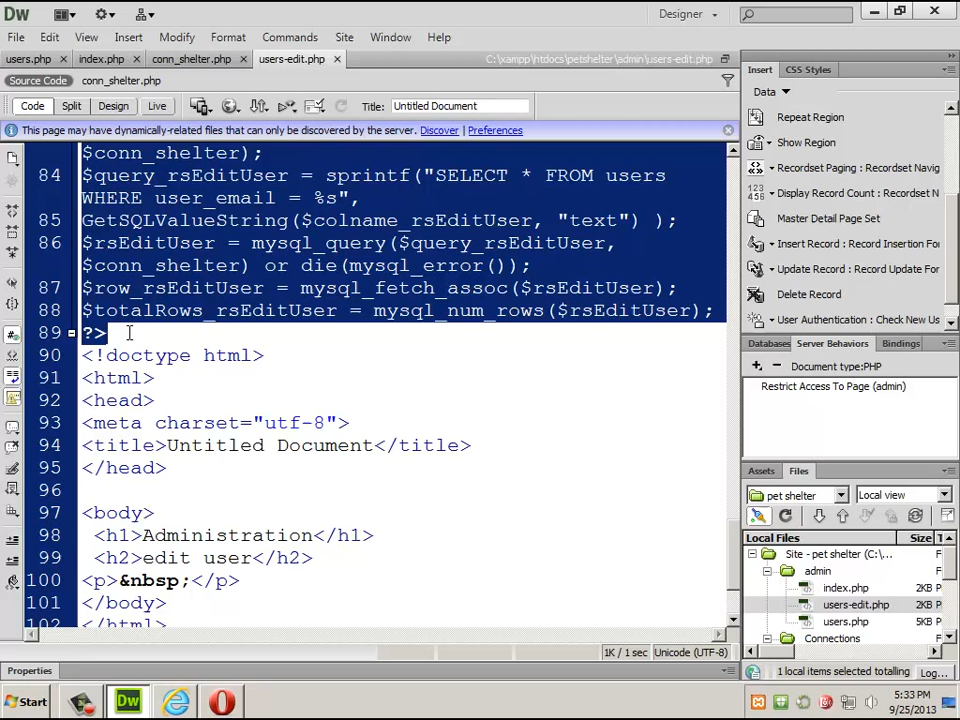 Dw
Designer
File Edit View Insert Modify Format Commands Site Window Help
users.php × index.php × conn_shelter.php × users-edit.php × C:\xampp\htdocs\petshelter\admin\users-edit.php
Source Code conn_shelter.php
Code Split Design Live Title: Untitled Document
This page may have dynamically-related files that can only be discovered by the server. Discover | Preferences
$conn_shelter);
84 $query_rsEditUser = sprintf("SELECT * FROM users
WHERE user_email = %s",
85 GetSQLValueString($colname_rsEditUser, "text") );
86 $rsEditUser = mysql_query($query_rsEditUser,
$conn_shelter) or die(mysql_error());
87 $row_rsEditUser = mysql_fetch_assoc($rsEditUser);
88 $totalRows_rsEditUser = mysql_num_rows($rsEditUser);
89 ?>
90 <!doctype html>
91 <html>
92 <head>
93 <meta charset="utf-8">
94 <title>Untitled Document</title>
95 </head>
96
97 <body>
98 <h1>Administration</h1>
99 <h2>edit user</h2>
100 <p>&nbsp;</p>
101 </body>
102 </html>
1K / 1 sec Unicode (UTF-8)
Properties
Insert CSS Styles
Data
Repeat Region
Show Region
Recordset Paging : Recordset Navig
Display Record Count : Recordset N
Master Detail Page Set
Insert Record : Record Insertion For
Update Record : Record Update For
Delete Record
User Authentication : Check New Us
Databases Server Behaviors Bindings
Document type:PHP
Restrict Access To Page (admin)
Assets Files
pet shelter Local view
Local Files Size T
Site - pet shelter (C:\... F
admin F
index.php 2KB P
users-edit.php 2KB P
users.php 5KB P
Connections F
1 local items selected totalling Log...
Start Dw 5:33 PM
9/25/2013